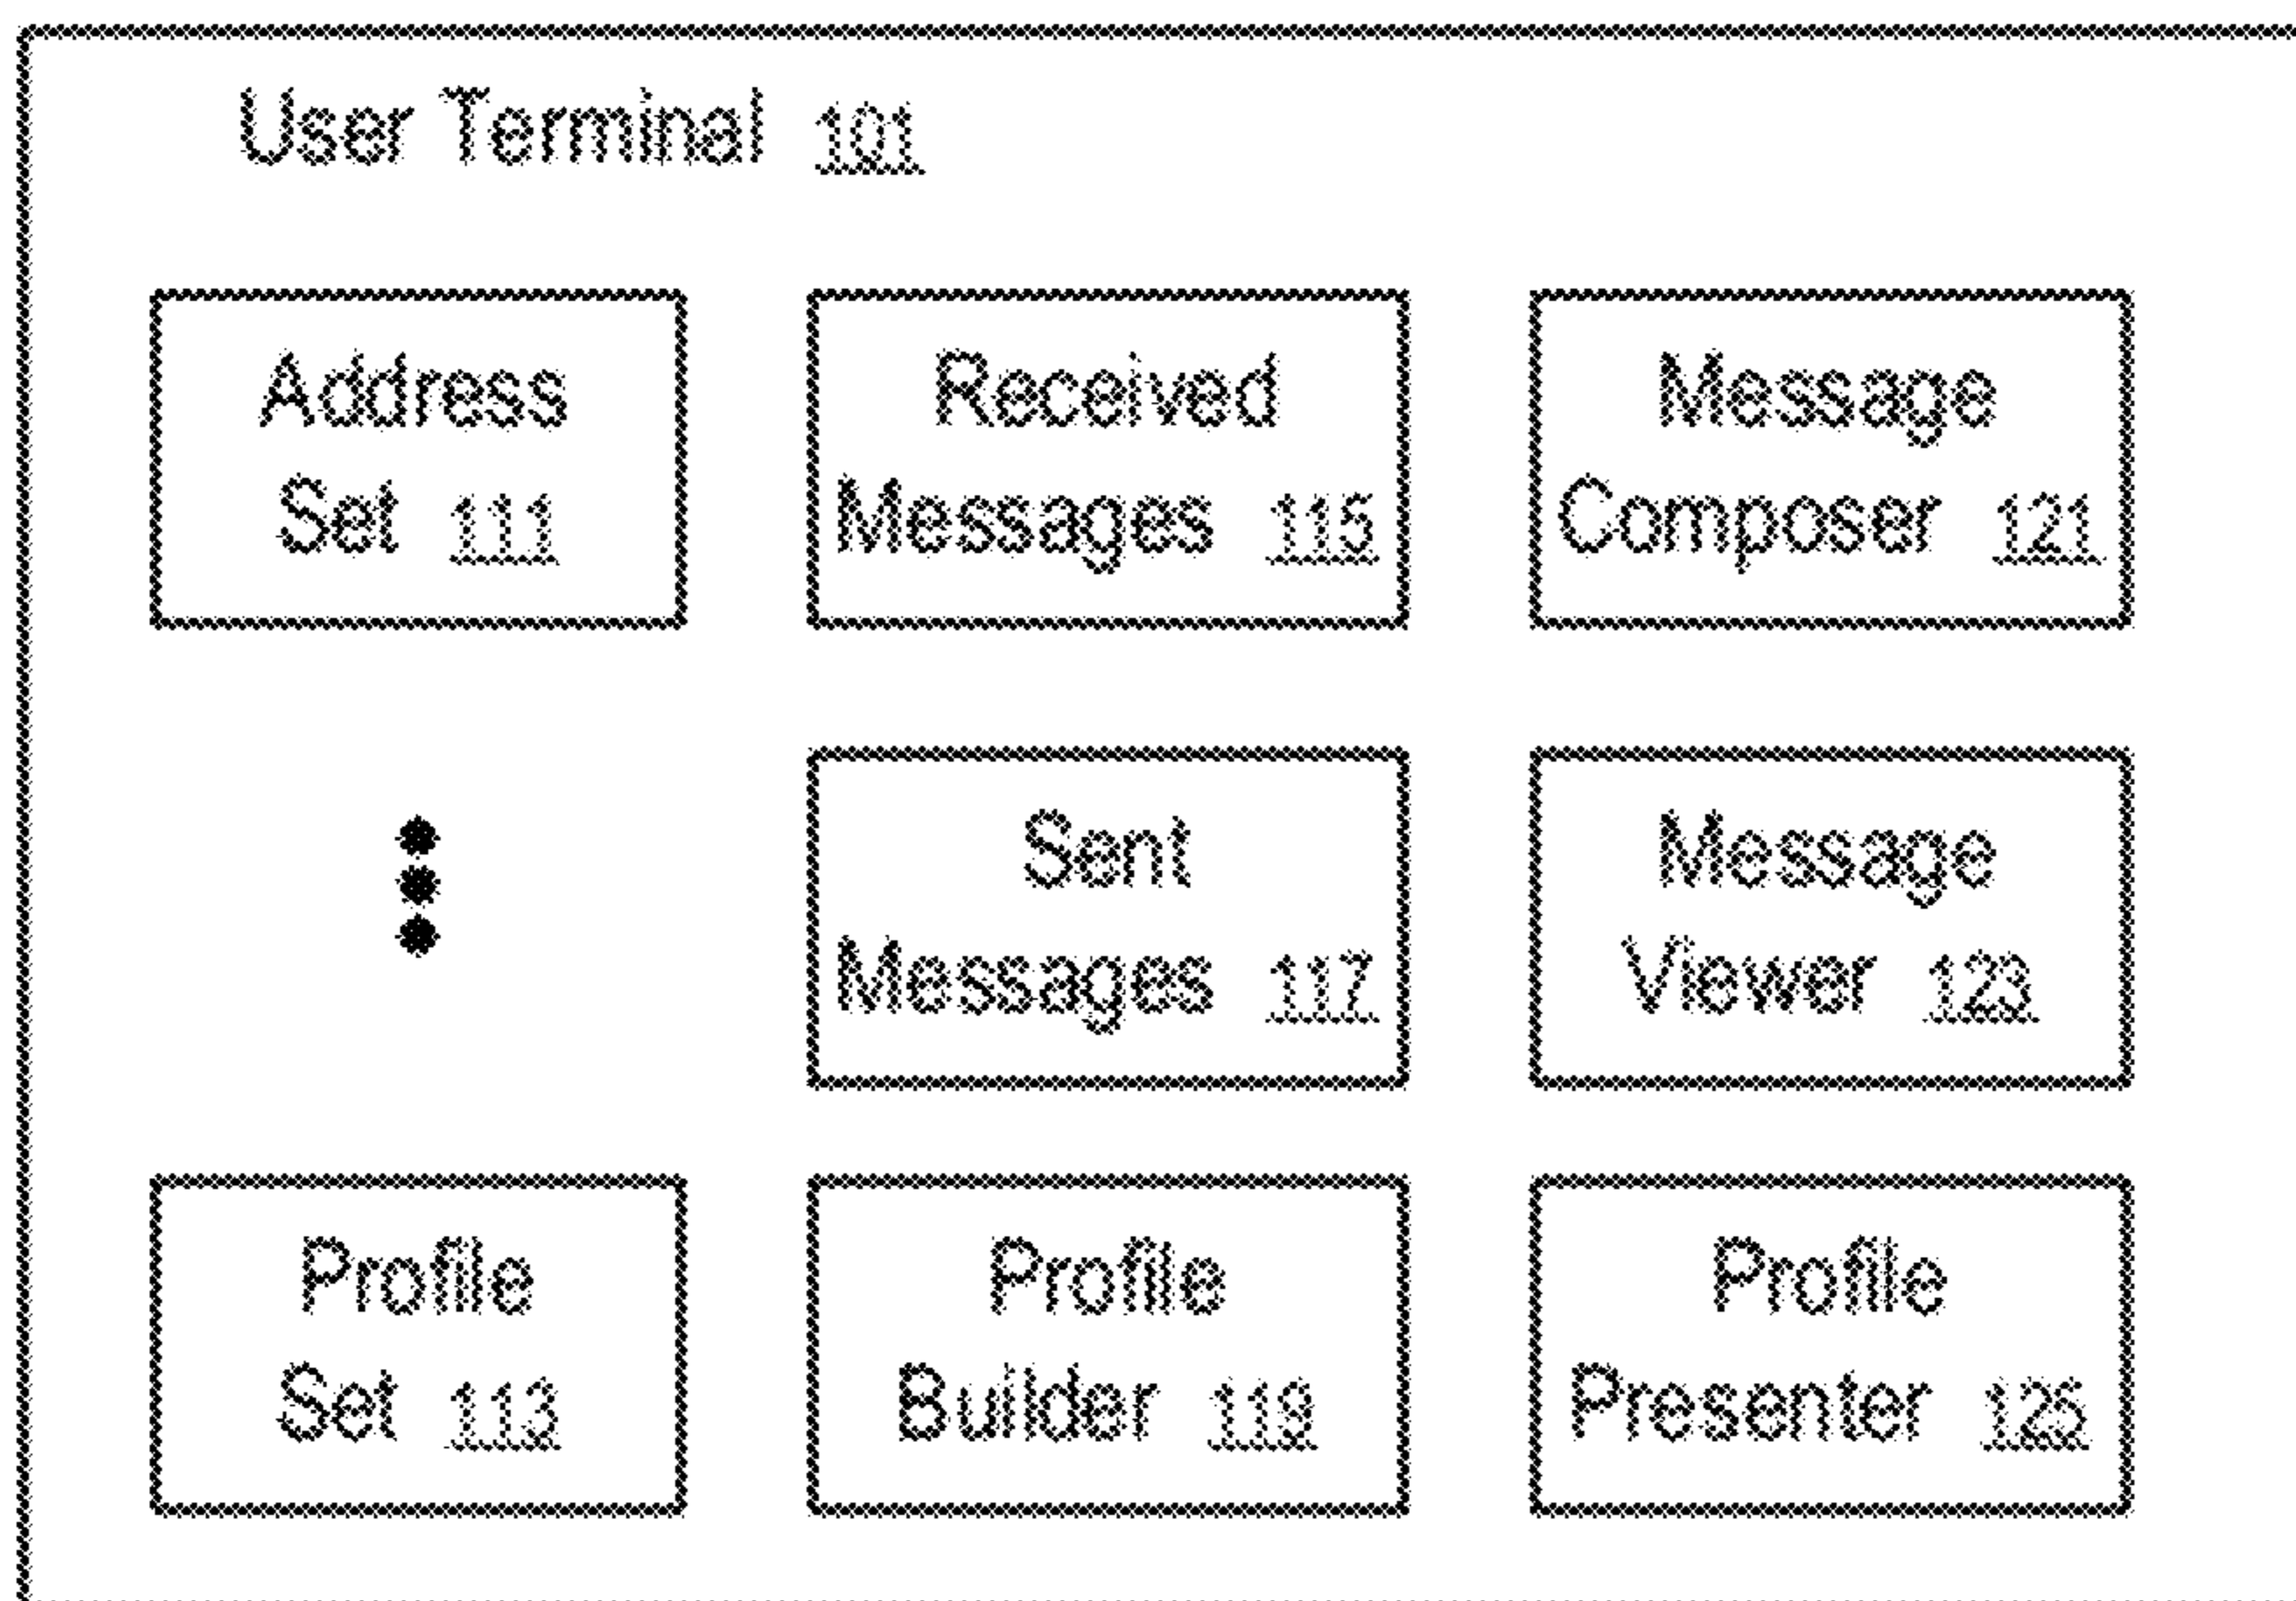 User Terminal 101
Address
Set 111
Received
Messages 115
Message
Composer 121
Sent
Messages 117
Message
Viewer 123
Profile
Set 113
Profile
Builder 119
Profile
Presenter 125